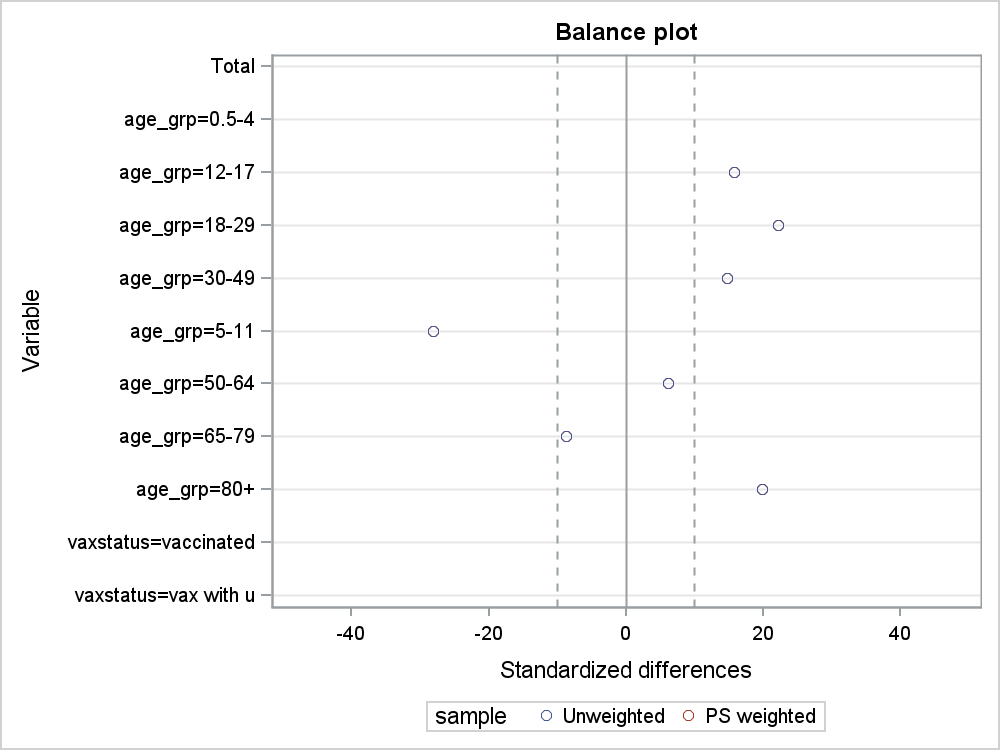 Balance plot
Total
age_grp=0.5-4
age_grp=12-17
age_grp=18-29
age_grp=30-49
age_grp=5-11
age_grp=50-64
age_grp=65-79
age_grp=80+
vaxstatus=vaccinated
vaxstatus=vax with u
Variable
-40 -20 0 20 40
Standardized differences
sample Unweighted PS weighted